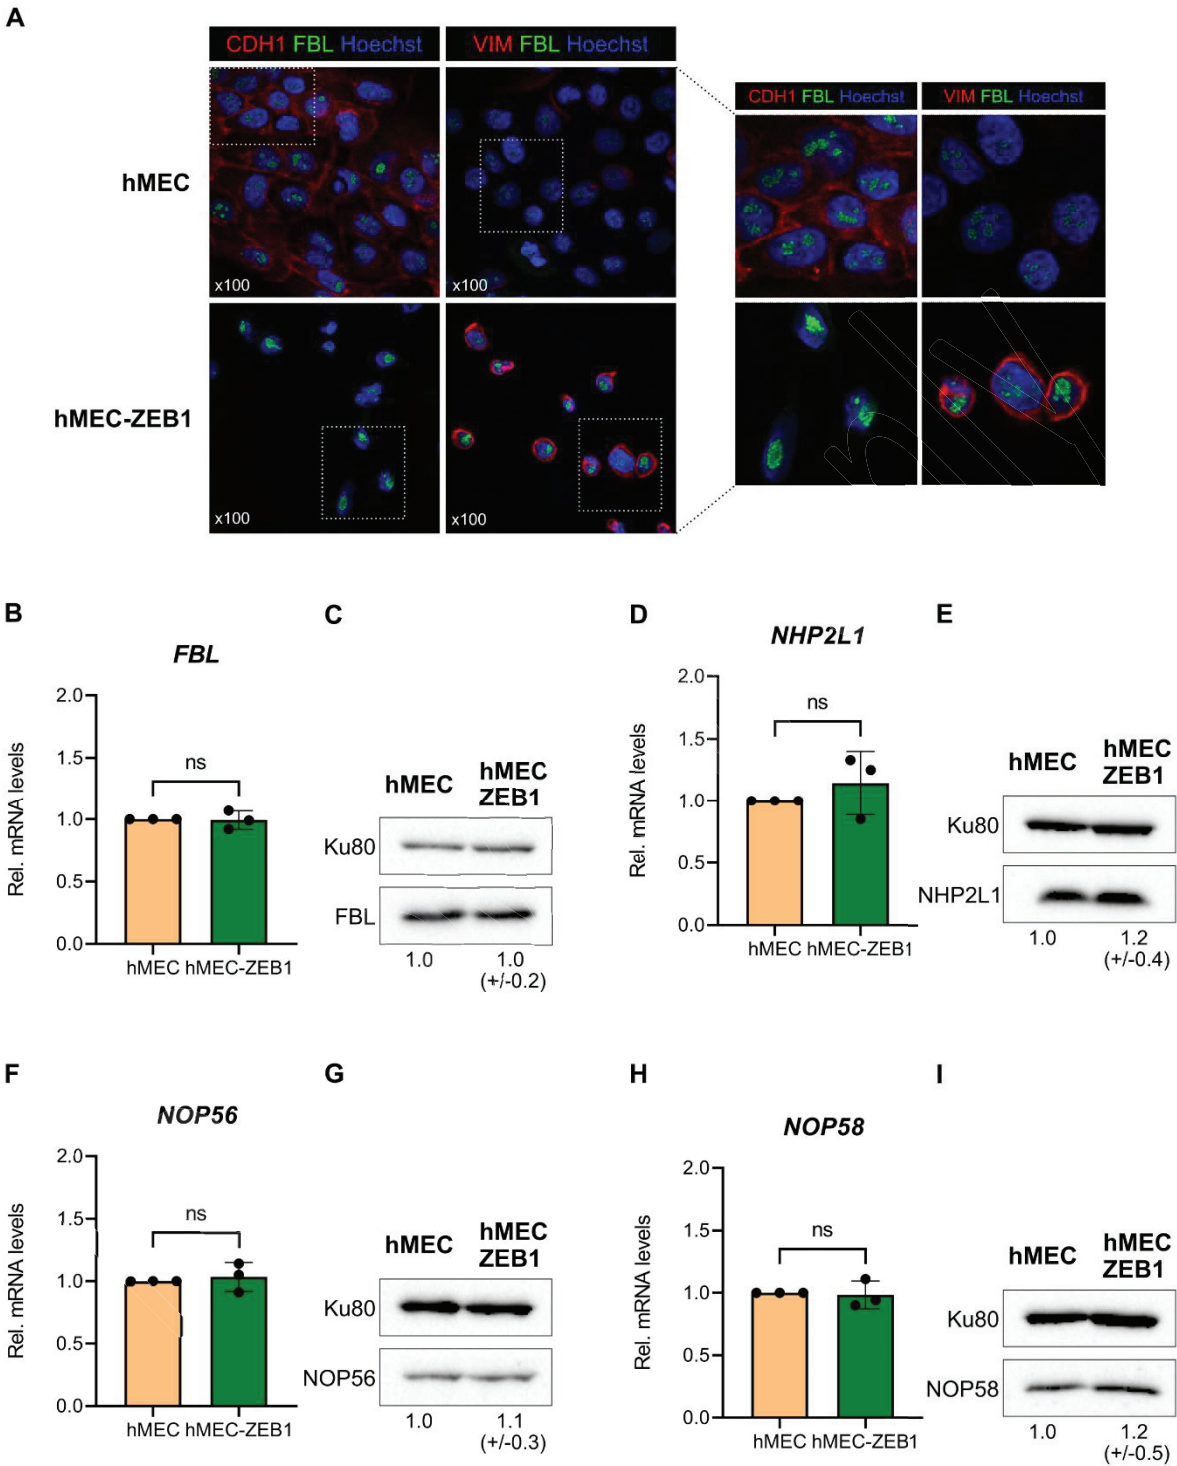 A
CDH1 FBL Hoechst
VIM FBL Hoechst
CDH1 FBL Hoechst
VIM FBL Hoechst
hMEC
x100
x100
hMEC-ZEB1
x100
x100
B
FBL
Rel. mRNA levels
2.0
1.5
1.0
0.5
0.0
ns
hMEC hMEC-ZEB1
C
hMEC
hMEC
ZEB1
Ku80
FBL
1.0
1.0
(+/-0.2)
D
NHP2L1
Rel. mRNA levels
2.0
1.5
1.0
0.5
0.0
ns
hMEC hMEC-ZEB1
E
hMEC
hMEC
ZEB1
Ku80
NHP2L1
1.0
1.2
(+/-0.4)
F
NOP56
Rel. mRNA levels
2.0
1.5
1.0
0.5
0.0
ns
hMEC hMEC-ZEB1
G
hMEC
hMEC
ZEB1
Ku80
NOP56
1.0
1.1
(+/-0.3)
H
NOP58
Rel. mRNA levels
2.0
1.5
1.0
0.5
0.0
ns
hMEC hMEC-ZEB1
I
hMEC
hMEC
ZEB1
Ku80
NOP58
1.0
1.2
(+/-0.5)